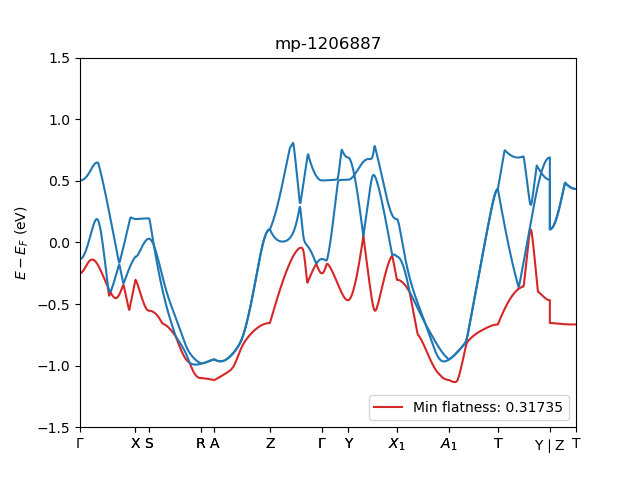 mp-1206887
E − E_F (eV)
1.5
1.0
0.5
0.0
−0.5
−1.0
−1.5
Min flatness: 0.31735
Γ X S R A Z Γ Y X₁ A₁ T Y | Z T